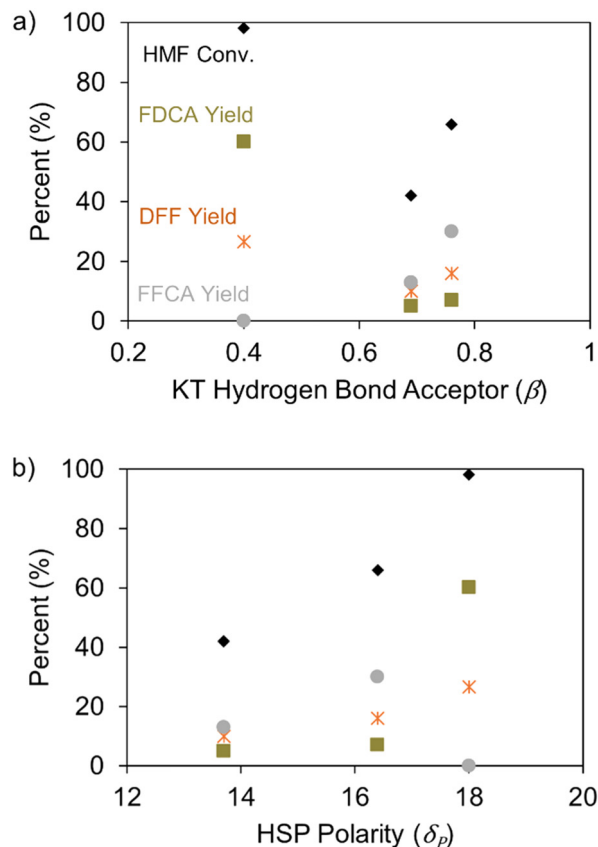 a)
100
80
60
40
20
0
Percent (%)
HMF Conv.
FDCA Yield
DFF Yield
FFCA Yield
0.2 0.4 0.6 0.8 1
KT Hydrogen Bond Acceptor (β)
b)
100
80
60
40
20
0
Percent (%)
12 14 16 18 20
HSP Polarity (δP)